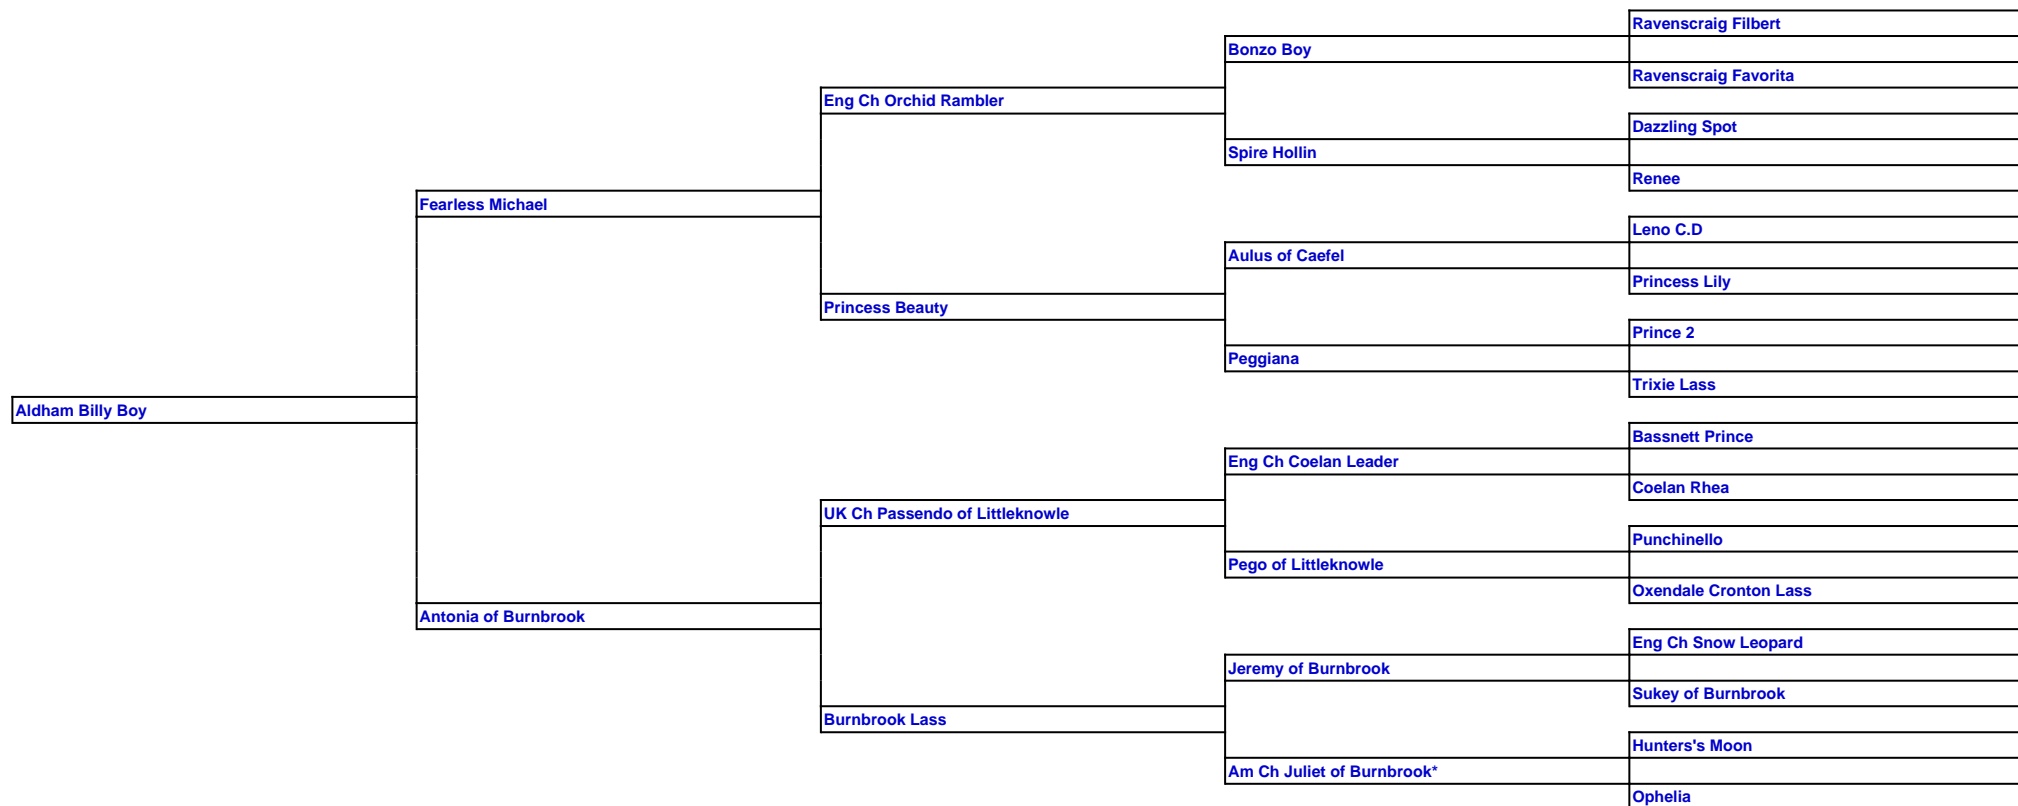 Ravenscraig Filbert
Bonzo Boy
Ravenscraig Favorita
Eng Ch Orchid Rambler
Dazzling Spot
Spire Hollin
Renee
Fearless Michael
Leno C.D
Aulus of Caefel
Princess Lily
Princess Beauty
Prince 2
Peggiana
Trixie Lass
Aldham Billy Boy
Bassnett Prince
Eng Ch Coelan Leader
Coelan Rhea
UK Ch Passendo of Littleknowle
Punchinello
Pego of Littleknowle
Oxendale Cronton Lass
Antonia of Burnbrook
Eng Ch Snow Leopard
Jeremy of Burnbrook
Sukey of Burnbrook
Burnbrook Lass
Hunters's Moon
Am Ch Juliet of Burnbrook*
Ophelia